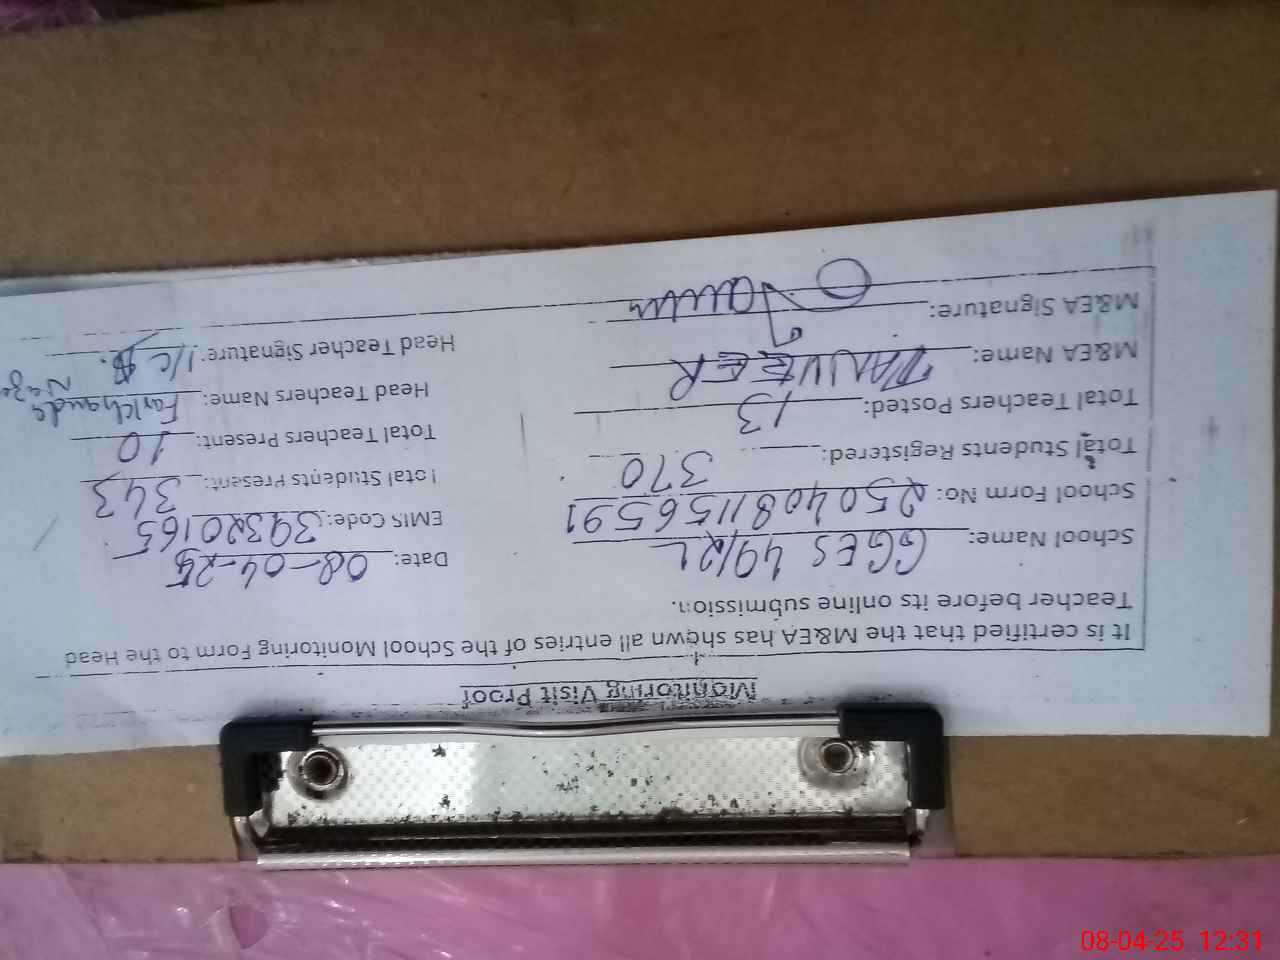 Monitoring Visit Proof
It is certified that the M&EA has shown all entries of the School Monitoring Form to the Head
Teacher before its online submission.
School Name: GGES 49/2L Date: 08-04-25
School Form No: 250408115 6591 EMIS Code: 39320165
Total Students Registered: 370 Total Students Present: 343
Total Teachers Posted: 13 Total Teachers Present: 10
M&EA Name: TANVEER Head Teachers Name:
M&EA Signature: Head Teacher Signature: I/C
08-04-25 12:31